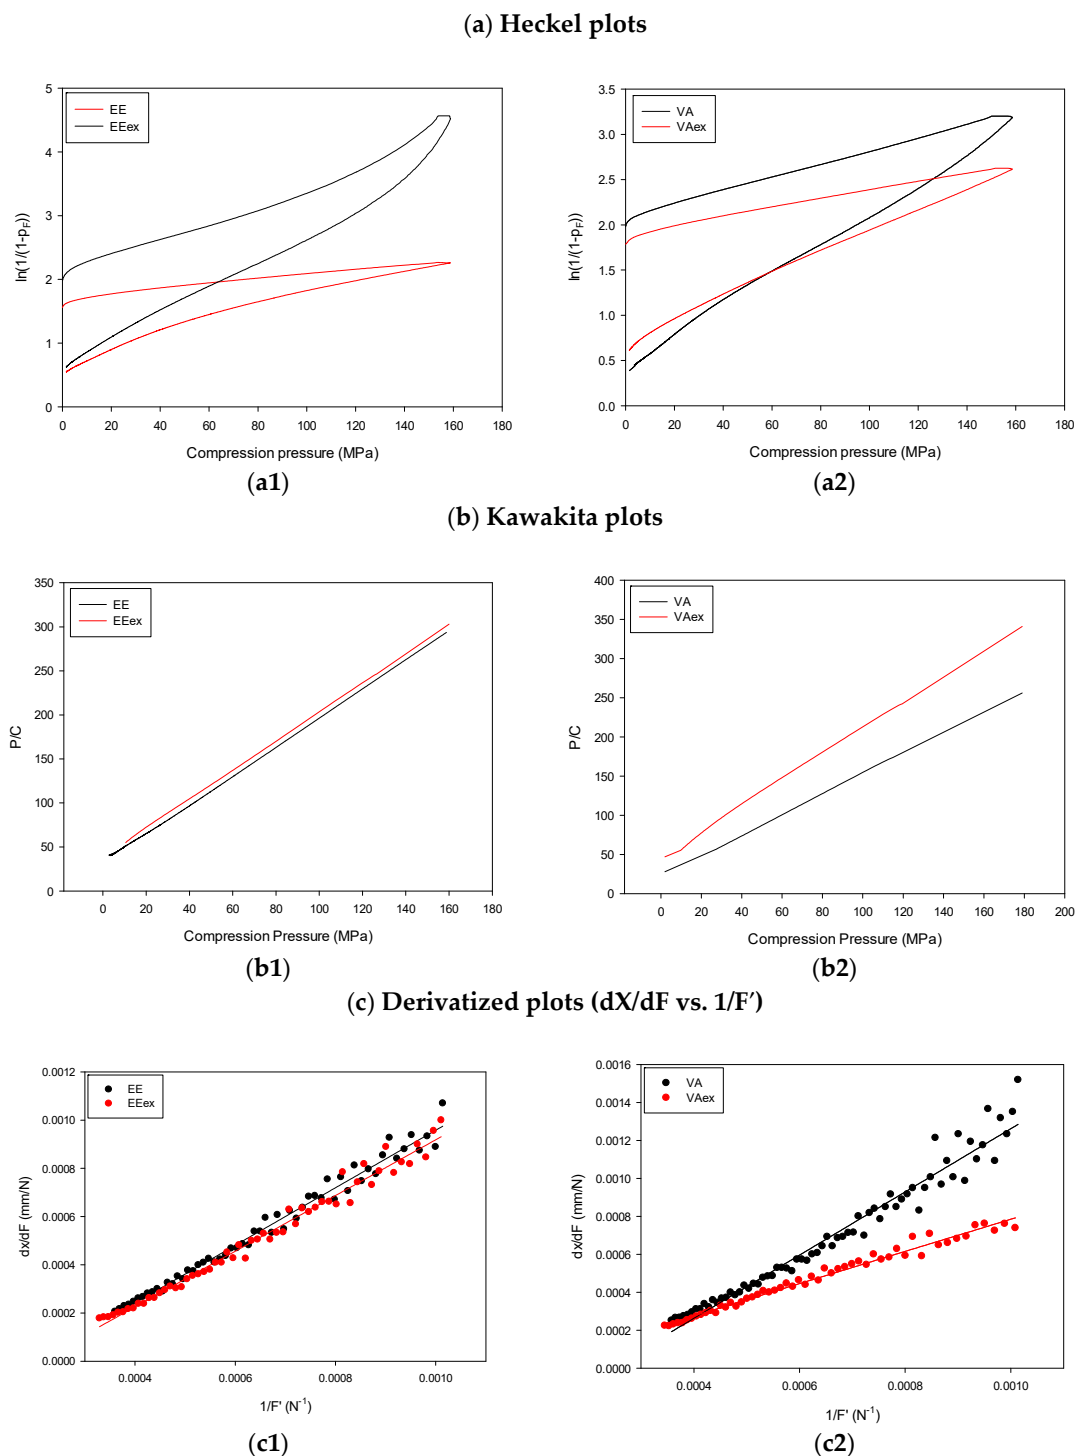 (a) Heckel plots
5
4
3
2
1
0
ln(1/(1-pF))
EE
EEex
0 20 40 60 80 100 120 140 160 180
Compression pressure (MPa)
(a1)
3.5
3.0
2.5
2.0
1.5
1.0
0.5
0.0
ln(1/(1-pF))
VA
VAex
0 20 40 60 80 100 120 140 160 180
Compression pressure (MPa)
(a2)
(b) Kawakita plots
350
300
250
200
150
100
50
0
P/C
EE
EEex
0 20 40 60 80 100 120 140 160 180
Compression Pressure (MPa)
(b1)
400
350
300
250
200
150
100
50
0
P/C
VA
VAex
0 20 40 60 80 100 120 140 160 180 200
Compression Pressure (MPa)
(b2)
(c) Derivatized plots (dX/dF vs. 1/F’)
0.0012
0.0010
0.0008
0.0006
0.0004
0.0002
0.0000
dx/dF (mm/N)
EE
EEex
0.0004 0.0006 0.0008 0.0010
1/F' (N-1)
(c1)
0.0016
0.0014
0.0012
0.0010
0.0008
0.0006
0.0004
0.0002
0.0000
dx/dF (mm/N)
VA
VAex
0.0004 0.0006 0.0008 0.0010
1/F' (N-1)
(c2)